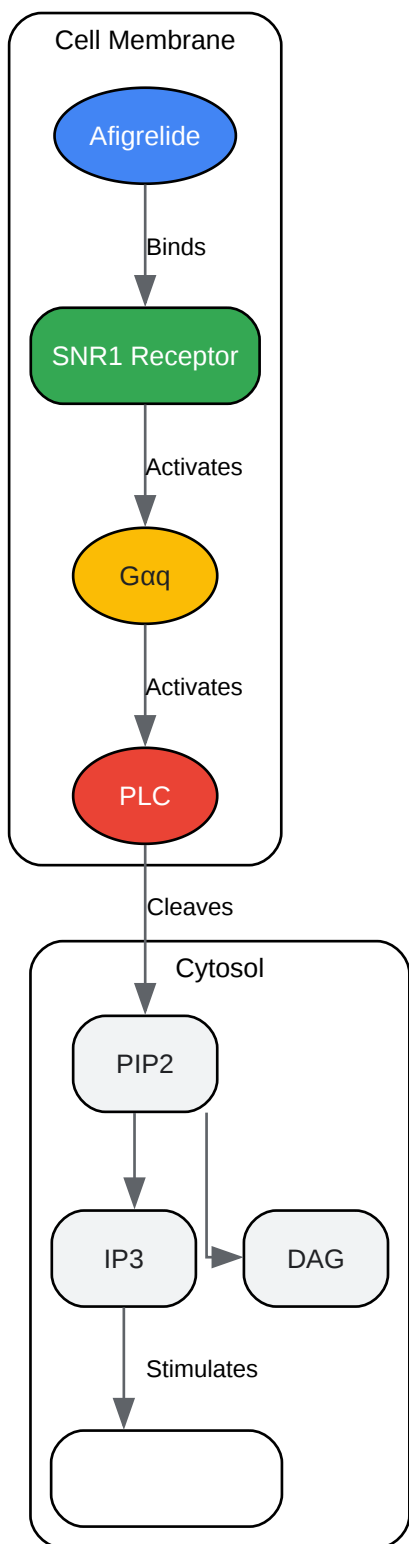 Cell Membrane
Afigrelide
Binds
SNR1 Receptor
Activates
Gαq
Activates
PLC
Cleaves
Cytosol
PIP2
IP3
DAG
Stimulates